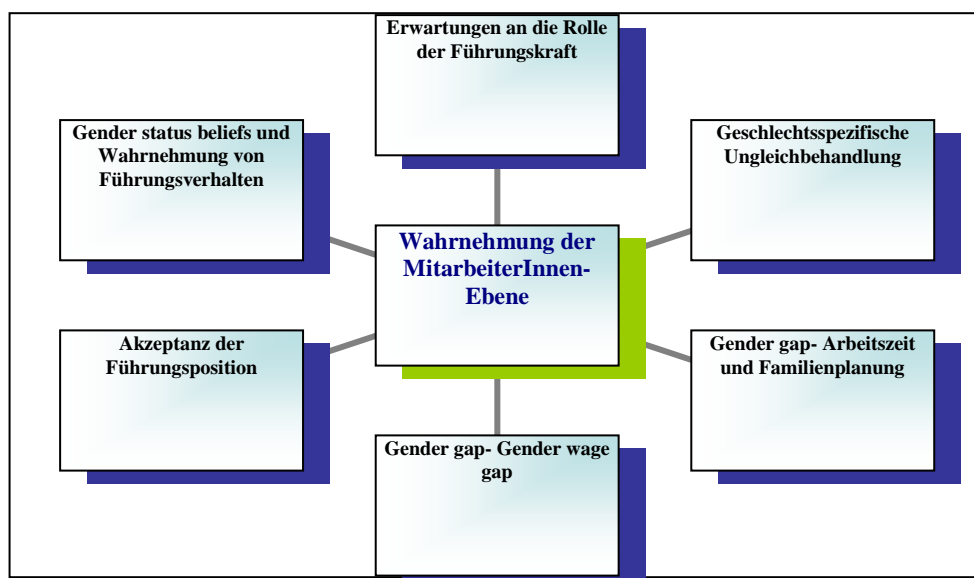 Erwartungen an die Rolle
der Führungskraft
Gender status beliefs und
Wahrnehmung von
Führungsverhalten
Geschlechtsspezifische
Ungleichbehandlung
Wahrnehmung der
MitarbeiterInnen-
Ebene
Akzeptanz der
Führungsposition
Gender gap- Arbeitszeit
und Familienplanung
Gender gap- Gender wage
gap